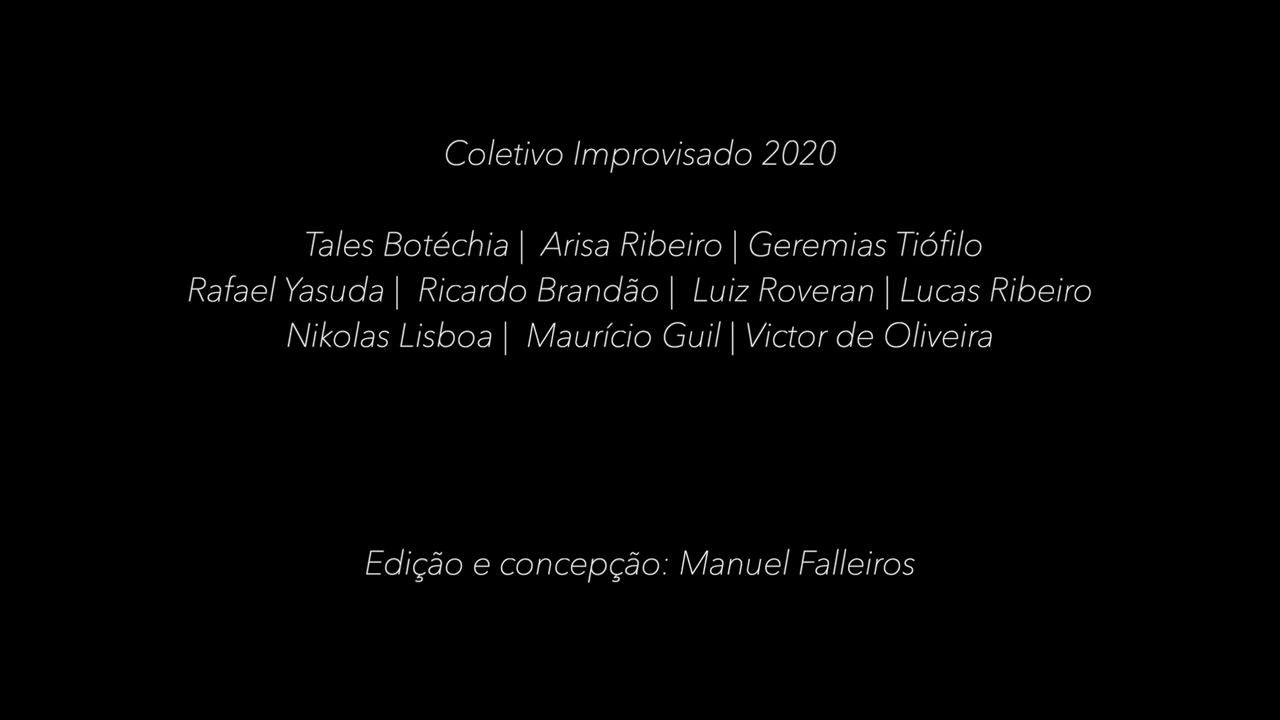 Coletivo Improvisado 2020
Tales Botéchia | Arisa Ribeiro | Geremias Tiófilo
Rafael Yasuda | Ricardo Brandão | Luiz Roveran | Lucas Ribeiro
Nikolas Lisboa | Maurício Guil | Victor de Oliveira
Edição e concepção: Manuel Falleiros